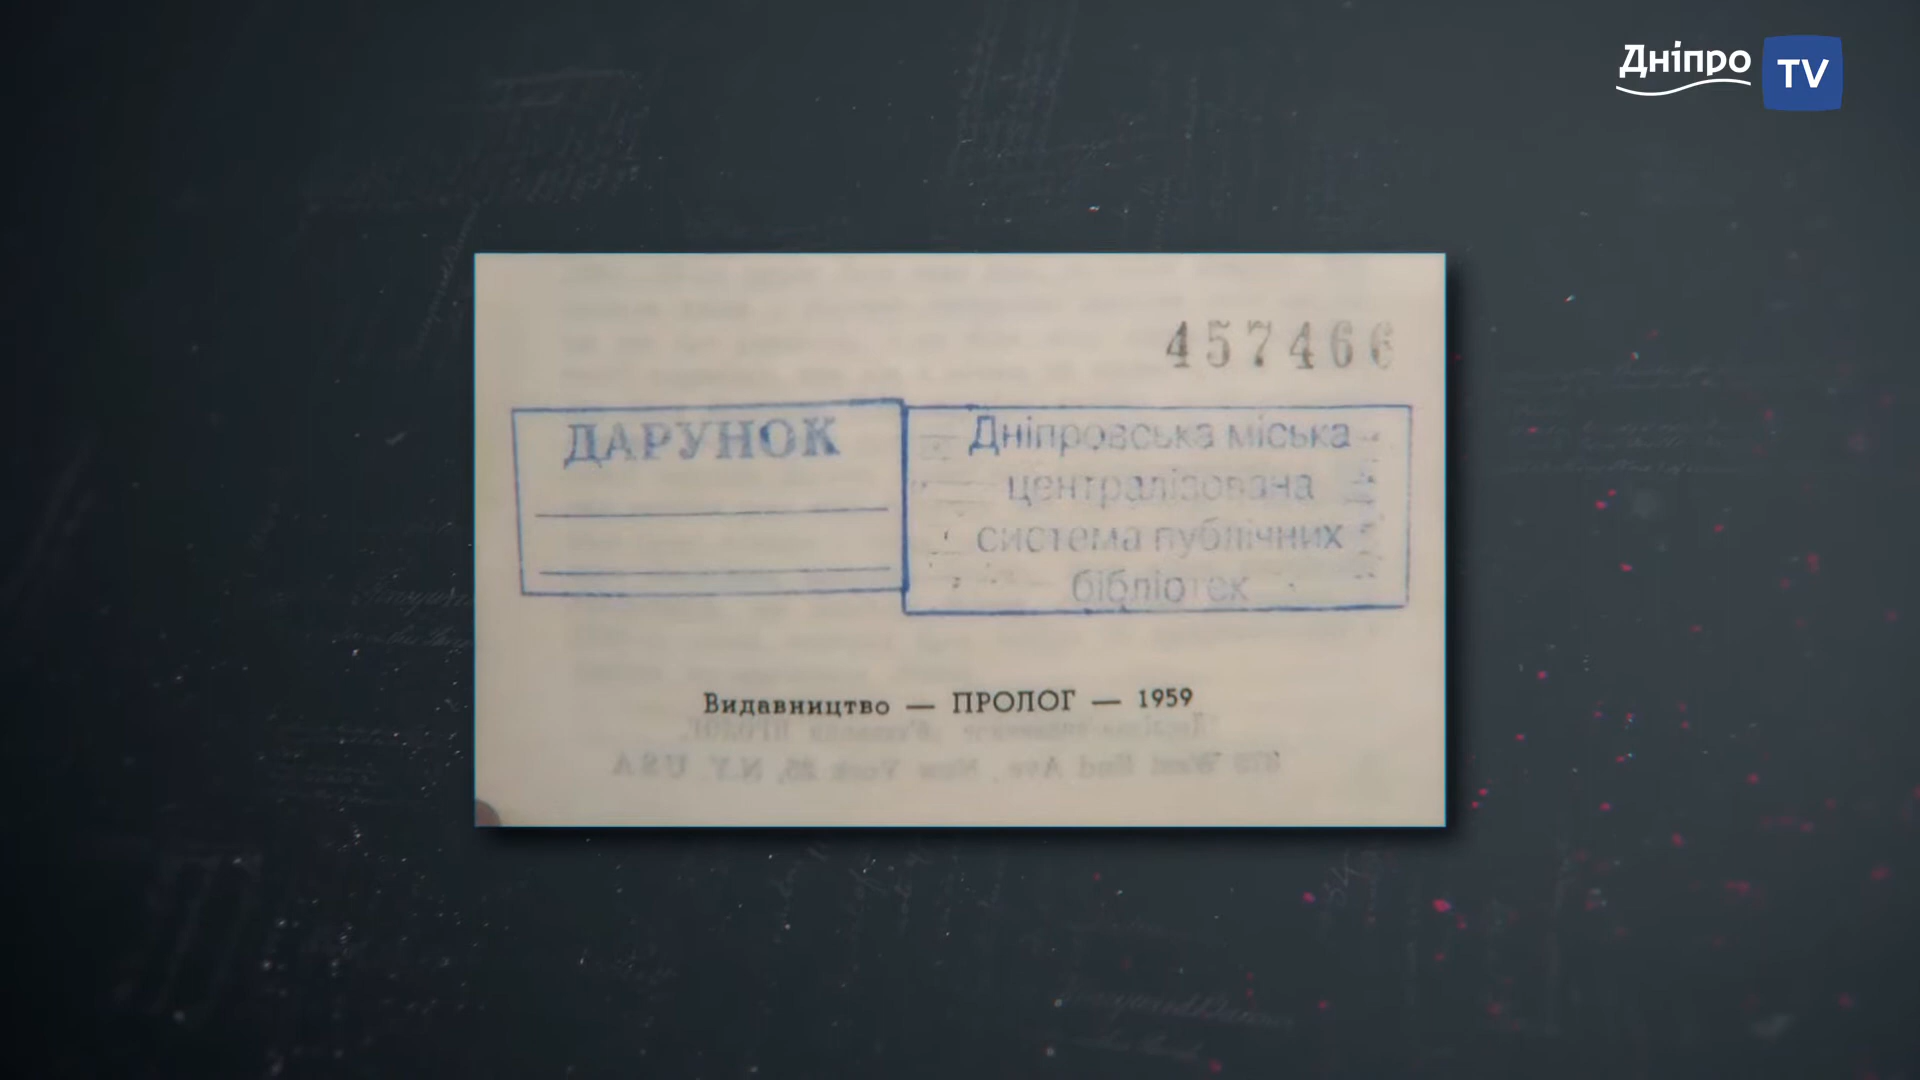 Дніпро TV
457466
ДАРУНОК
Дніпровська міська
централізована
система публічних
бібліотек
Видавництво — ПРОЛОГ — 1959